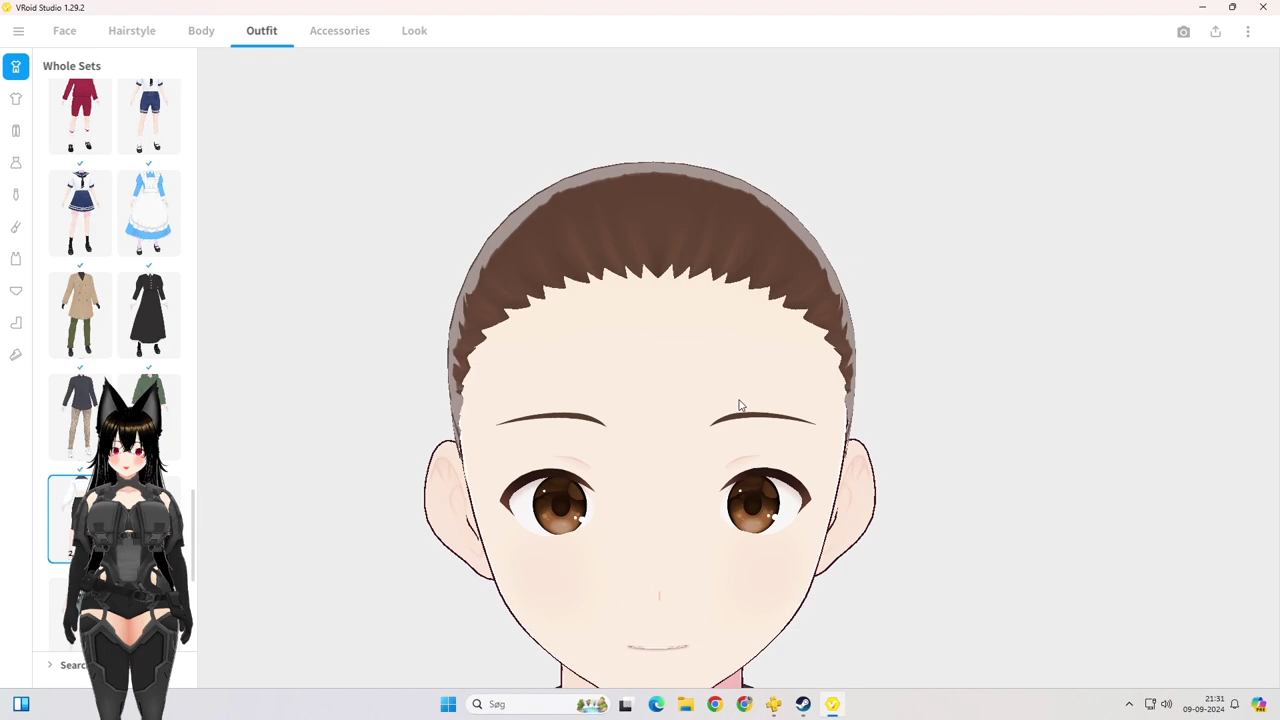 VRoid Studio 1.29.2
Face Hairstyle Body Outfit Accessories Look
Whole Sets
2
Searc
Søg
21:31
09-09-2024